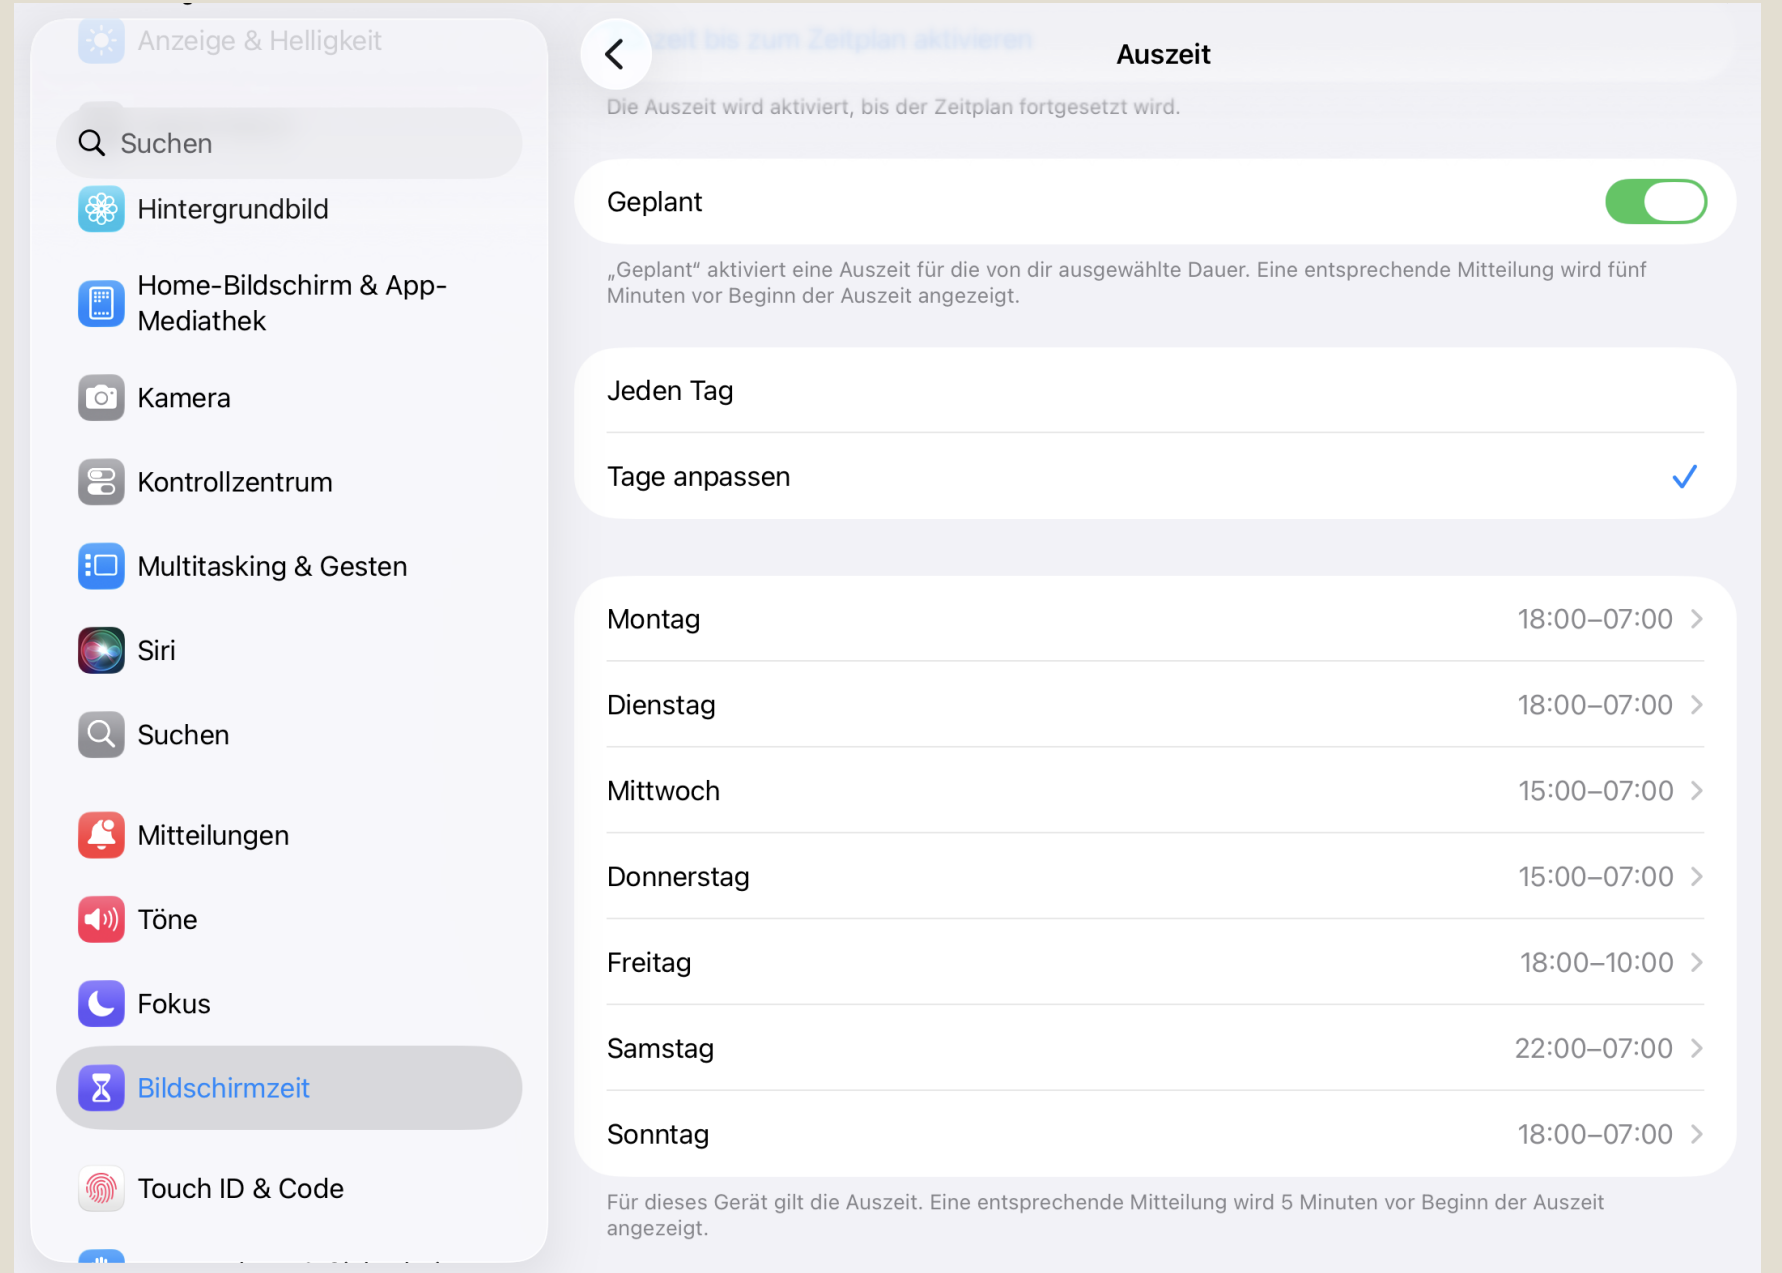 Anzeige & Helligkeit
Suchen
Hintergrundbild
Home-Bildschirm & App-
Mediathek
Kamera
Kontrollzentrum
Multitasking & Gesten
Siri
Suchen
Mitteilungen
Töne
Fokus
Bildschirmzeit
Touch ID & Code
zeit bis zum Zeitplan aktivieren
Auszeit
Die Auszeit wird aktiviert, bis der Zeitplan fortgesetzt wird.
Geplant
„Geplant“ aktiviert eine Auszeit für die von dir ausgewählte Dauer. Eine entsprechende Mitteilung wird fünf
Minuten vor Beginn der Auszeit angezeigt.
Jeden Tag
Tage anpassen
Montag 18:00–07:00
Dienstag 18:00–07:00
Mittwoch 15:00–07:00
Donnerstag 15:00–07:00
Freitag 18:00–10:00
Samstag 22:00–07:00
Sonntag 18:00–07:00
Für dieses Gerät gilt die Auszeit. Eine entsprechende Mitteilung wird 5 Minuten vor Beginn der Auszeit
angezeigt.